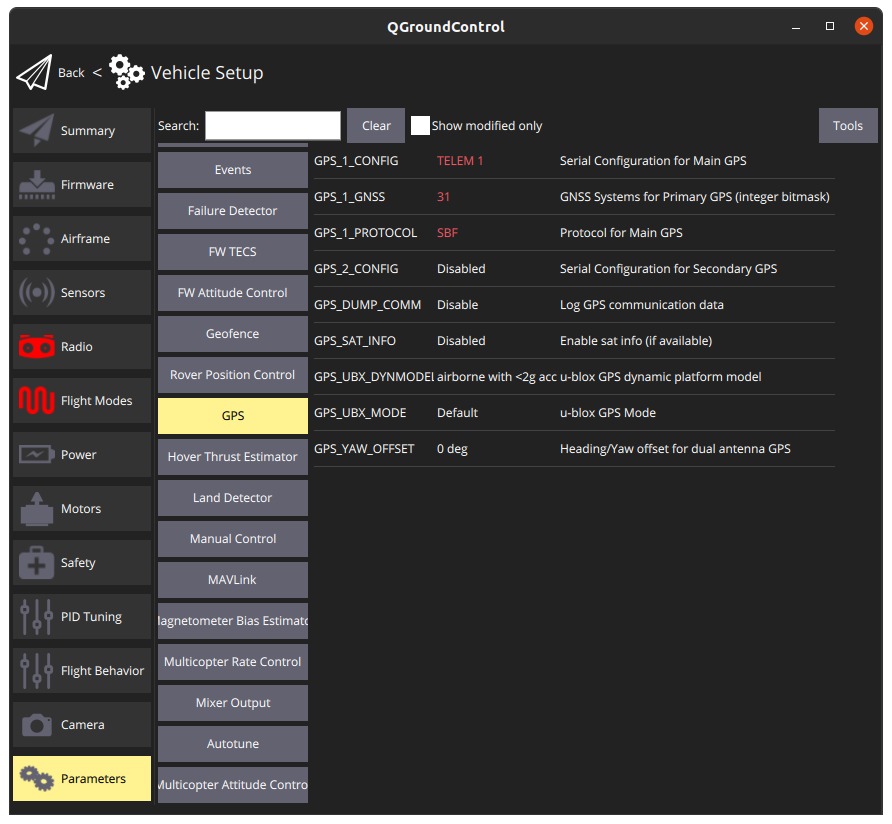 QGroundControl
Back < Vehicle Setup
Search: Clear Show modified only Tools
Summary
Firmware
Airframe
Sensors
Radio
Flight Modes
Power
Motors
Safety
PID Tuning
Flight Behavior
Camera
Parameters
Events
Failure Detector
FW TECS
FW Attitude Control
Geofence
Rover Position Control
GPS
Hover Thrust Estimator
Land Detector
Manual Control
MAVLink
agnetometer Bias Estimato
Multicopter Rate Control
Mixer Output
Autotune
Multicopter Attitude Contro
GPS_1_CONFIG TELEM 1 Serial Configuration for Main GPS
GPS_1_GNSS 31 GNSS Systems for Primary GPS (integer bitmask)
GPS_1_PROTOCOL SBF Protocol for Main GPS
GPS_2_CONFIG Disabled Serial Configuration for Secondary GPS
GPS_DUMP_COMM Disable Log GPS communication data
GPS_SAT_INFO Disabled Enable sat info (if available)
GPS_UBX_DYNMODEL airborne with <2g acc u-blox GPS dynamic platform model
GPS_UBX_MODE Default u-blox GPS Mode
GPS_YAW_OFFSET 0 deg Heading/Yaw offset for dual antenna GPS